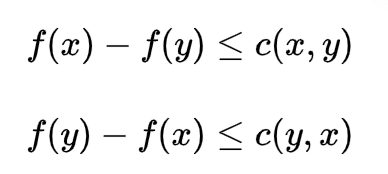 f(x) − f(y) ≤ c(x, y)
f(y) − f(x) ≤ c(y, x)